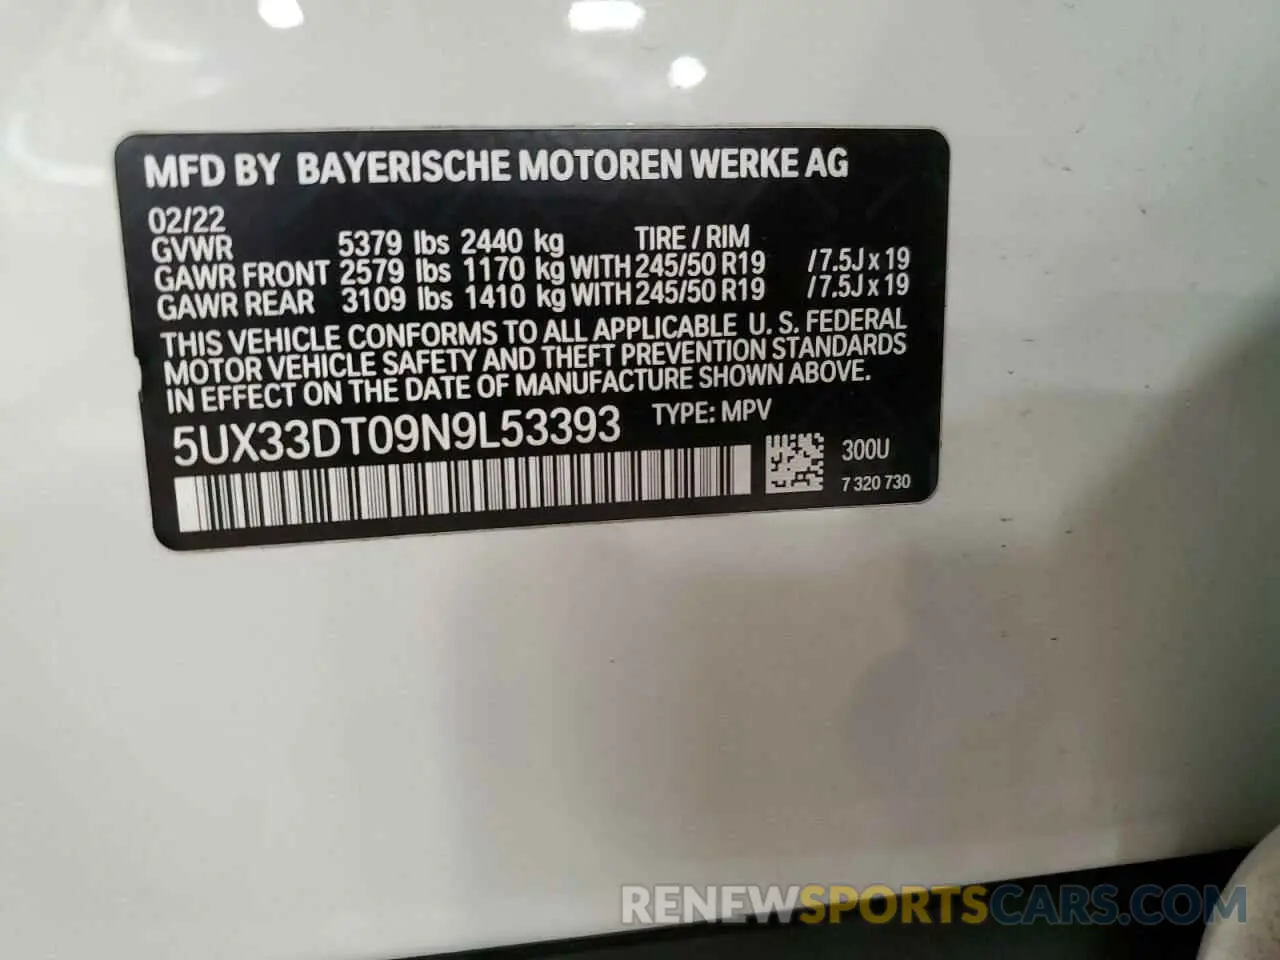 MFD BY BAYERISCHE MOTOREN WERKE AG
02/22
GVWR 5379 lbs 2440 kg TIRE / RIM
GAWR FRONT 2579 lbs 1170 kg WITH 245/50 R19 / 7.5J x 19
GAWR REAR 3109 lbs 1410 kg WITH 245/50 R19 / 7.5J x 19
THIS VEHICLE CONFORMS TO ALL APPLICABLE U. S. FEDERAL
MOTOR VEHICLE SAFETY AND THEFT PREVENTION STANDARDS
IN EFFECT ON THE DATE OF MANUFACTURE SHOWN ABOVE.
5UX33DT09N9L53393 TYPE: MPV
300U
7 320 730
RENEWSPORTSCARS.COM